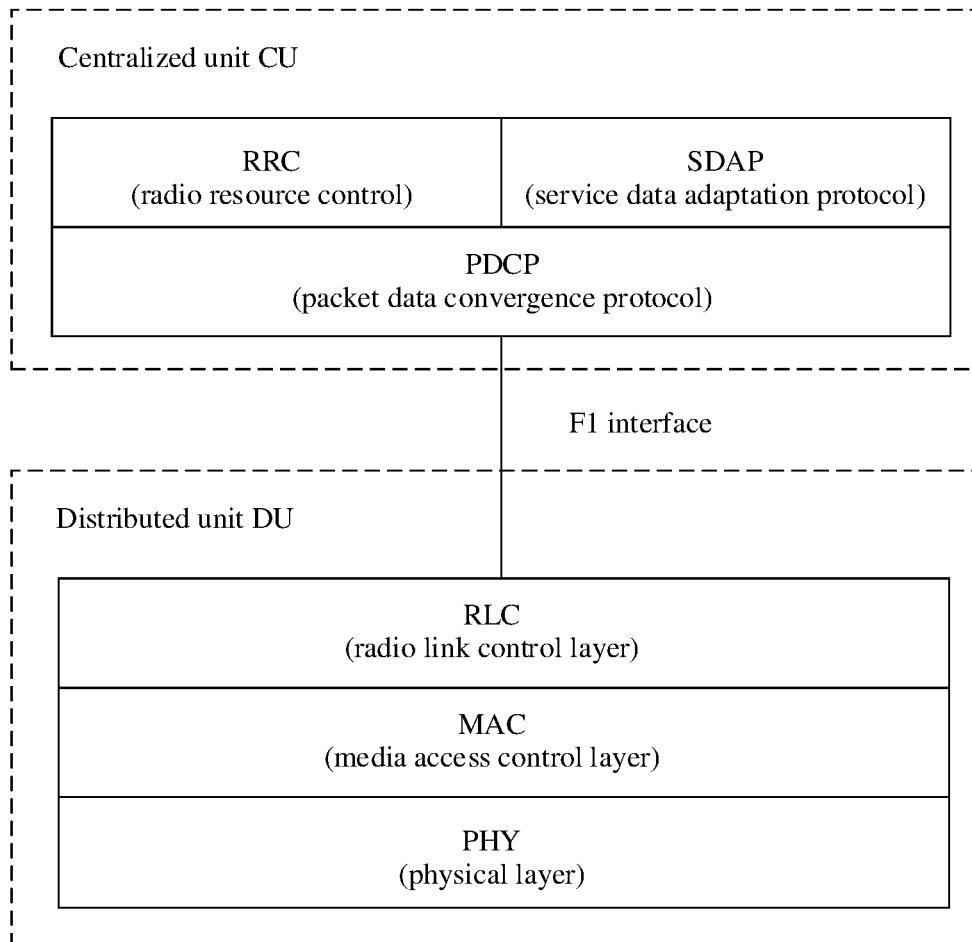 Centralized unit CU
RRC
(radio resource control)
SDAP
(service data adaptation protocol)
PDCP
(packet data convergence protocol)
F1 interface
Distributed unit DU
RLC
(radio link control layer)
MAC
(media access control layer)
PHY
(physical layer)